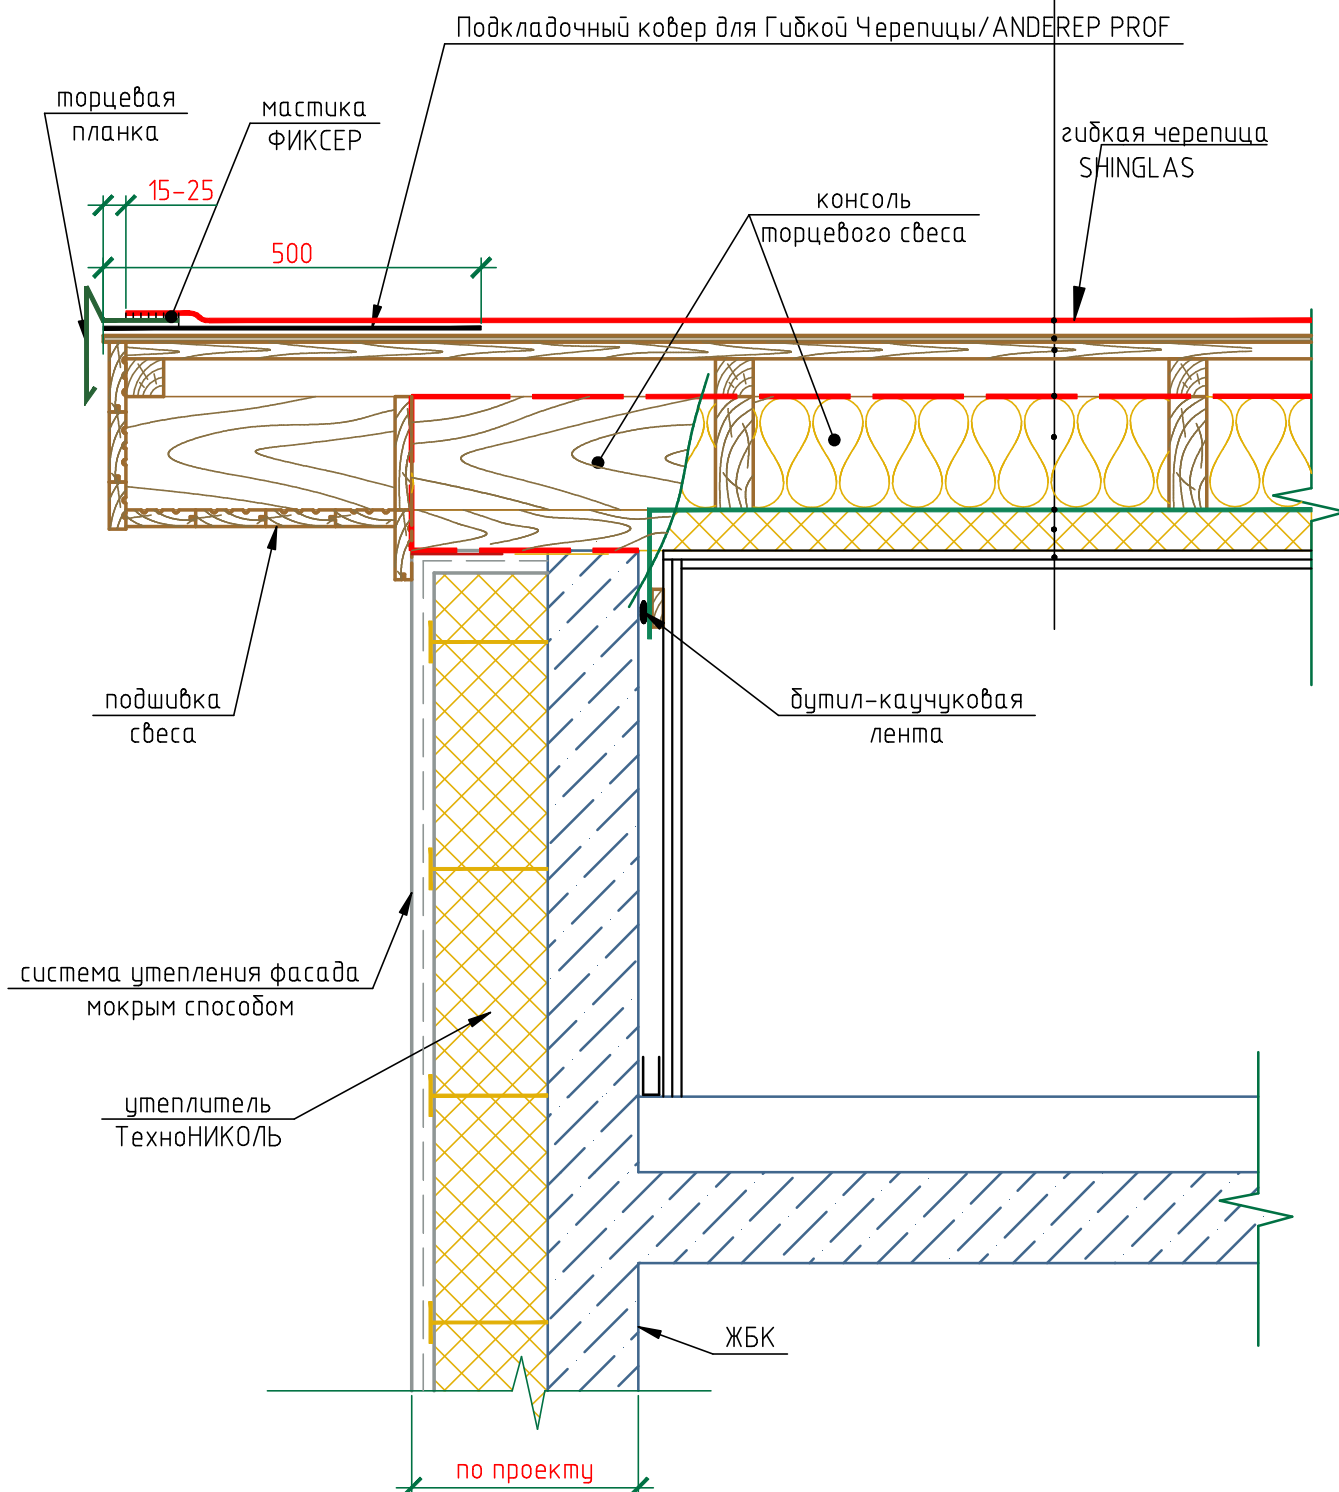 Подкладочный ковер для Гибкой Черепицы/ANDEREP PROF
торцевая
планка
мастика
ФИКСЕР
гибкая черепица
SHINGLAS
15-25
консоль
торцевого свеса
500
подшивка
свеса
бутил-каучуковая
лента
система утепления фасада
мокрым способом
утеплитель
ТехноНИКОЛЬ
ЖБК
по проекту